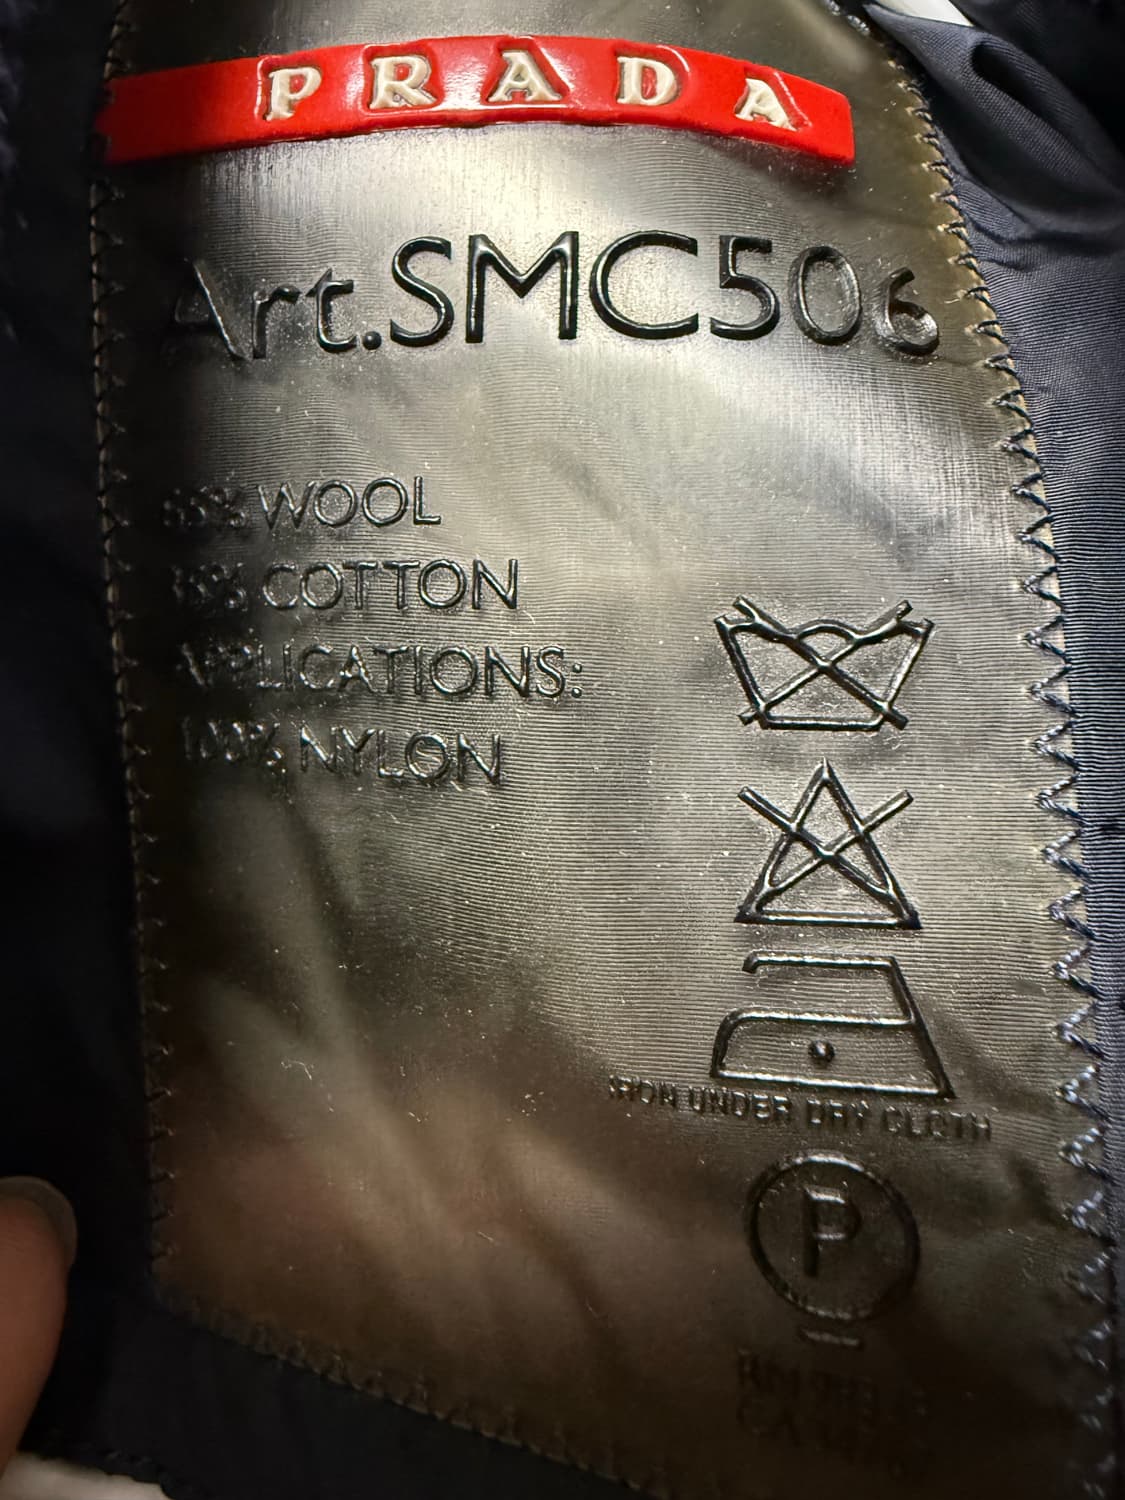 PRADA
Art.SMC506
WOOL
COTTON
APPLICATIONS:
100% NYLON
IRON UNDER DRY CLOTH
P